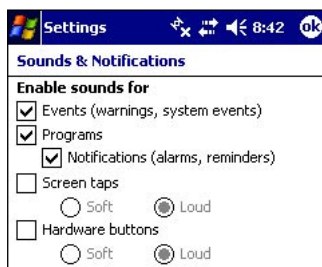 Settings 8:42 ok
Sounds & Notifications
Enable sounds for
Events (warnings, system events)
Programs
Notifications (alarms, reminders)
Screen taps
Soft Loud
Hardware buttons
Soft Loud